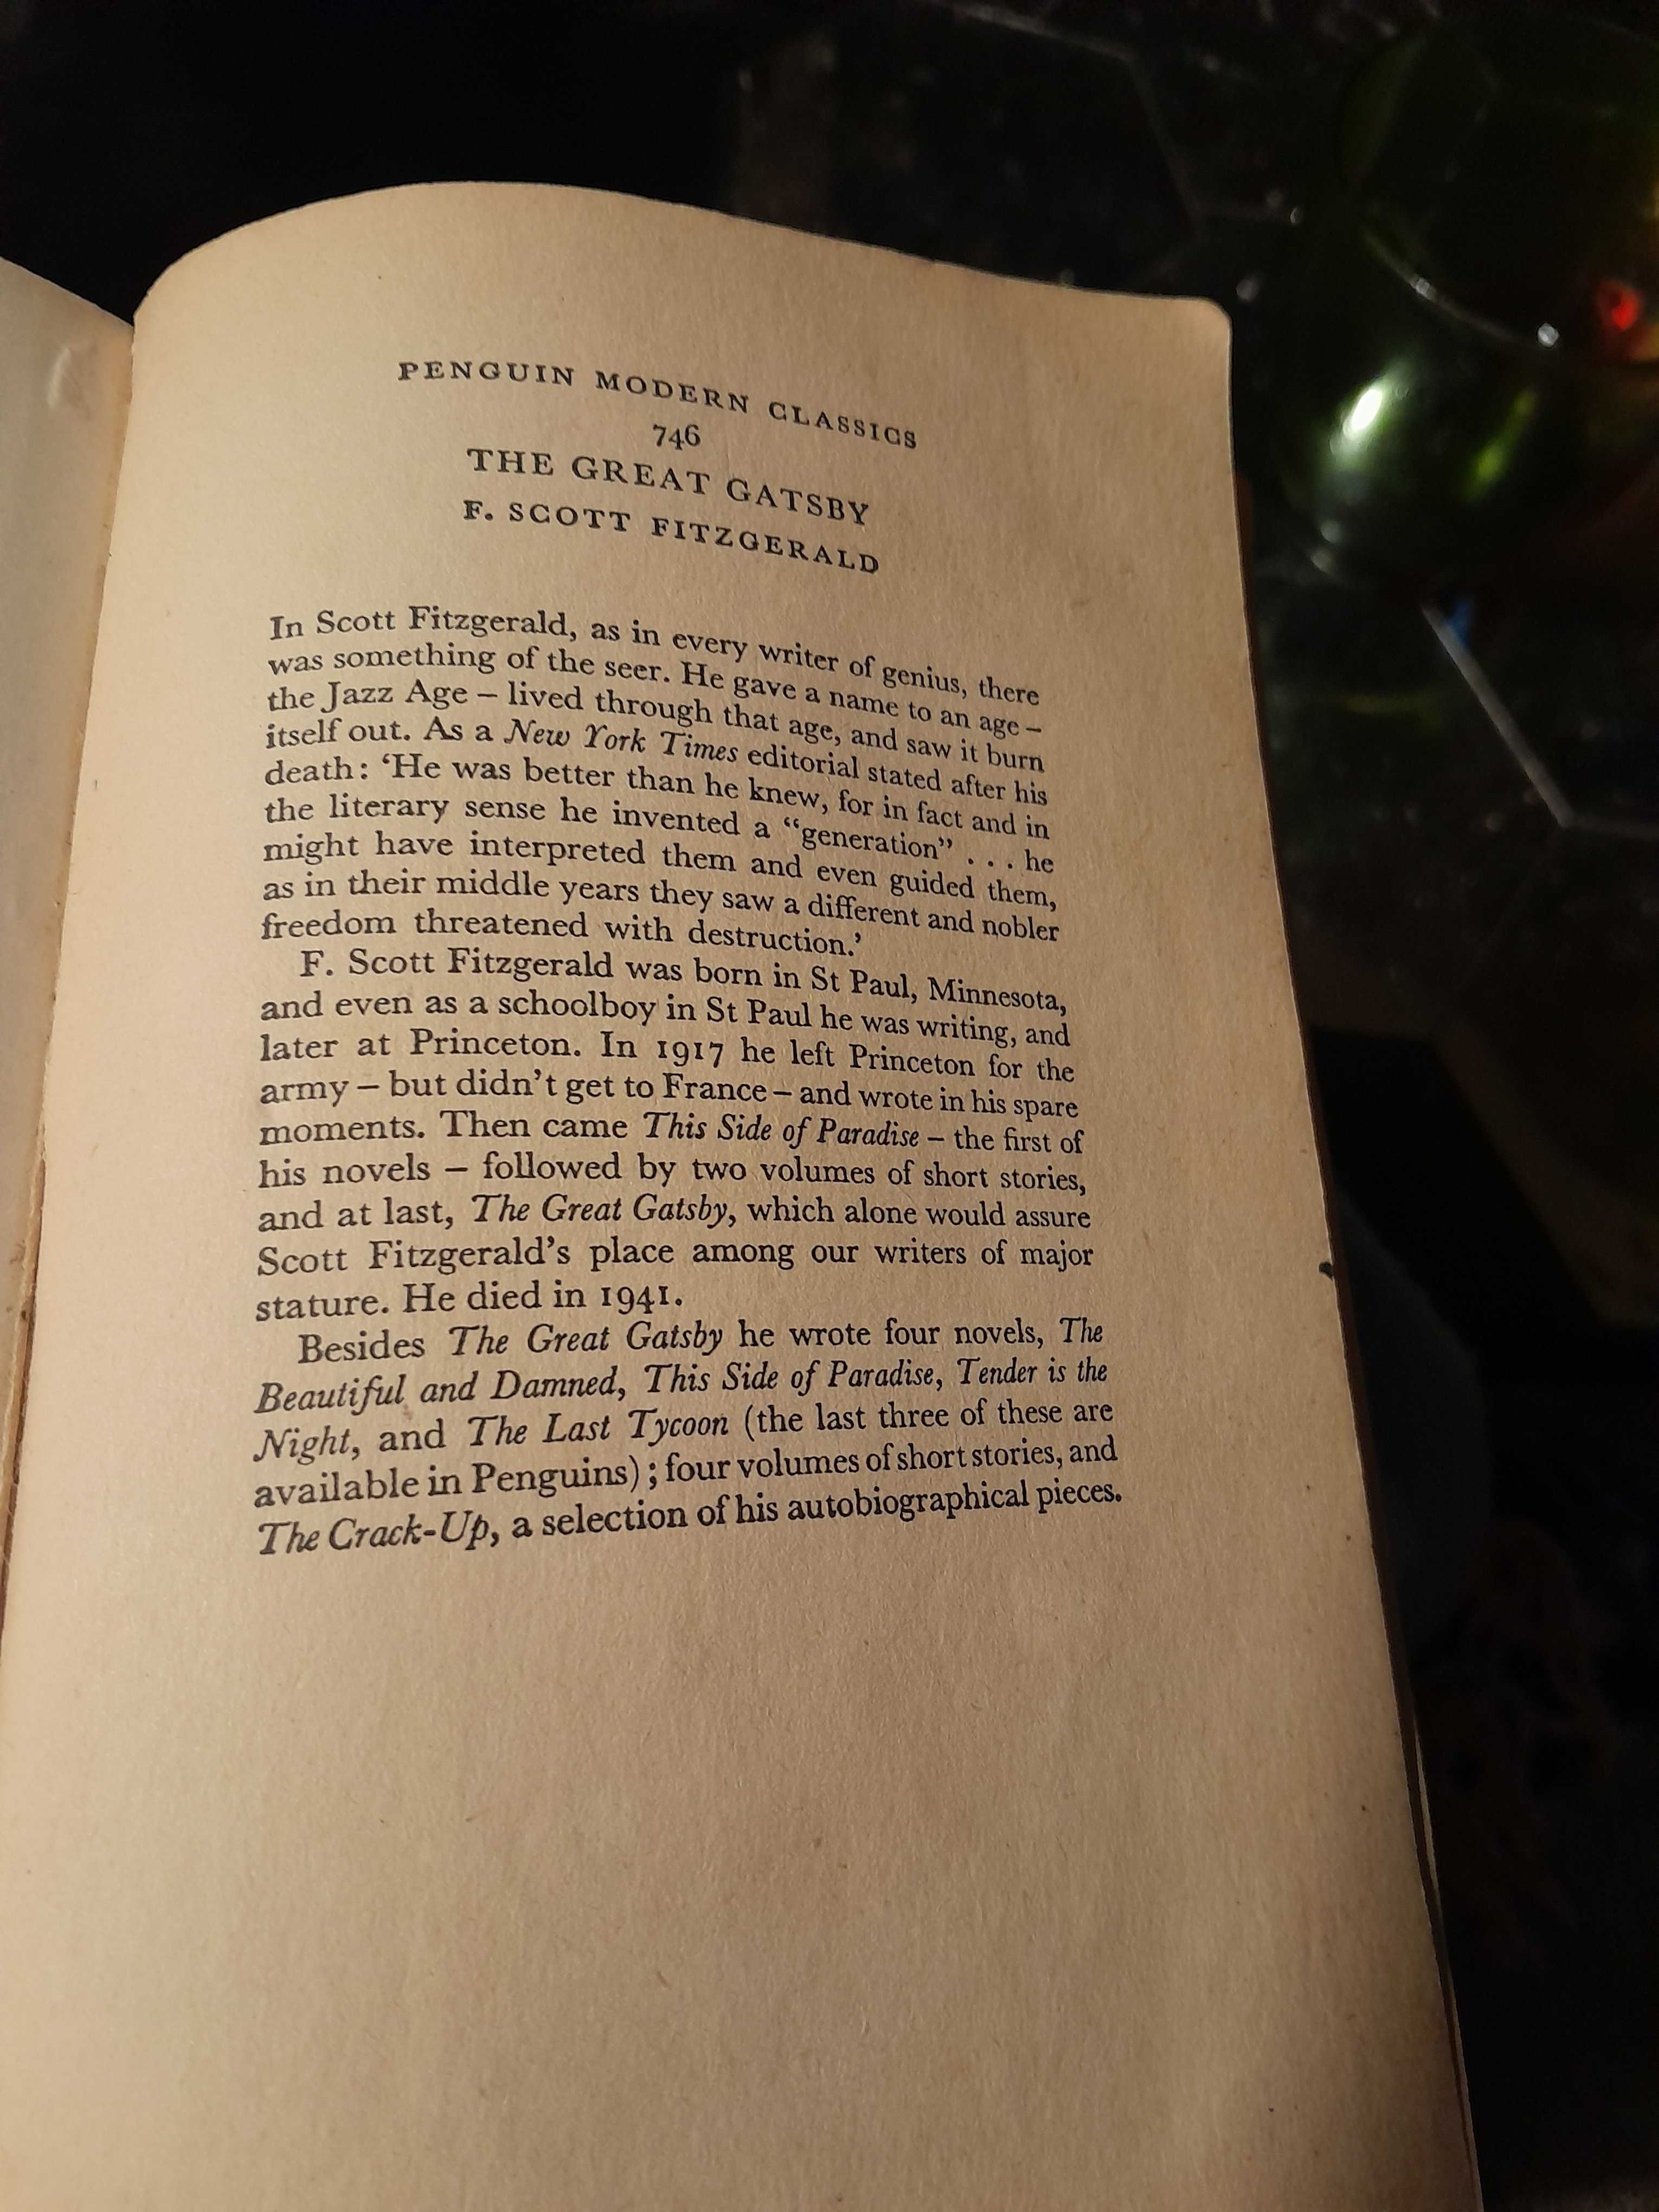 PENGUIN MODERN CLASSICS
746
THE GREAT GATSBY
F. SCOTT FITZGERALD
In Scott Fitzgerald, as in every writer of genius, there
was something of the seer. He gave a name to an age –
the Jazz Age – lived through that age, and saw it burn
itself out. As a New York Times editorial stated after his
death: ‘He was better than he knew, for in fact and in
the literary sense he invented a “generation” . . . he
might have interpreted them and even guided them,
as in their middle years they saw a different and nobler
freedom threatened with destruction.’
F. Scott Fitzgerald was born in St Paul, Minnesota,
and even as a schoolboy in St Paul he was writing, and
later at Princeton. In 1917 he left Princeton for the
army – but didn’t get to France – and wrote in his spare
moments. Then came This Side of Paradise – the first of
his novels – followed by two volumes of short stories,
and at last, The Great Gatsby, which alone would assure
Scott Fitzgerald’s place among our writers of major
stature. He died in 1941.
Besides The Great Gatsby he wrote four novels, The
Beautiful and Damned, This Side of Paradise, Tender is the
Night, and The Last Tycoon (the last three of these are
available in Penguins) ; four volumes of short stories, and
The Crack-Up, a selection of his autobiographical pieces.